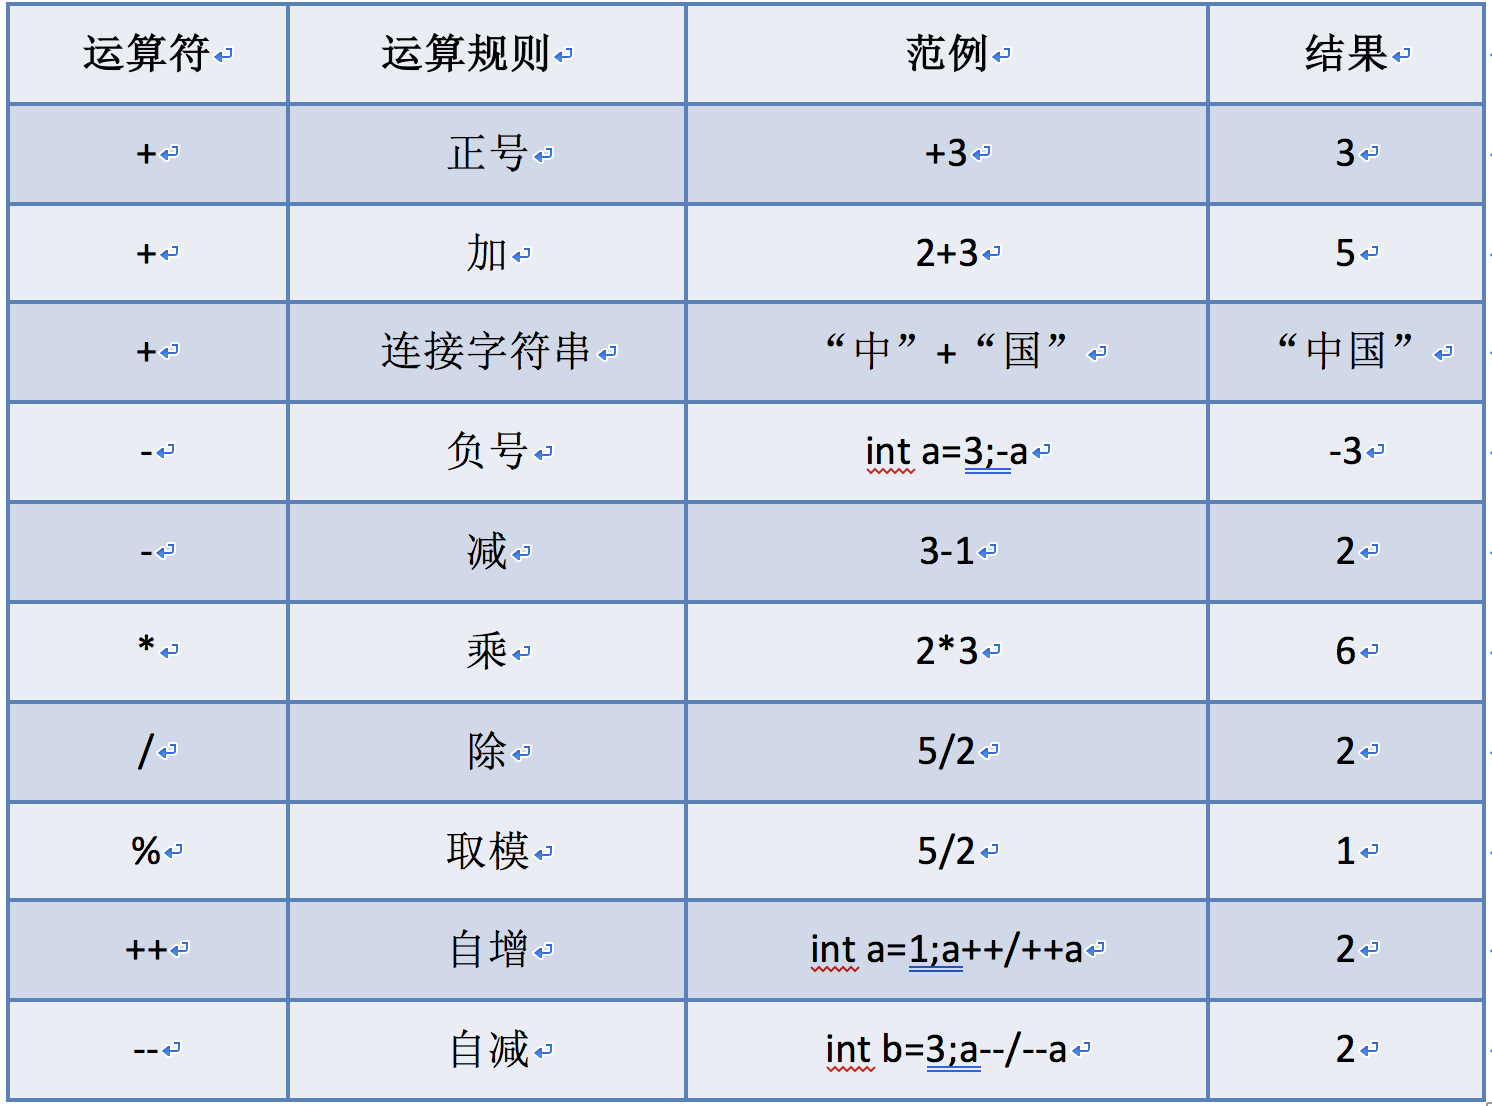 运算符 运算规则 范例 结果
+ 正号 +3 3
+ 加 2+3 5
+ 连接字符串 “中” + “国” “中国”
- 负号 int a=3;-a -3
- 减 3-1 2
* 乘 2*3 6
/ 除 5/2 2
% 取模 5/2 1
++ 自增 int a=1;a++/++a 2
-- 自减 int b=3;a--/--a 2